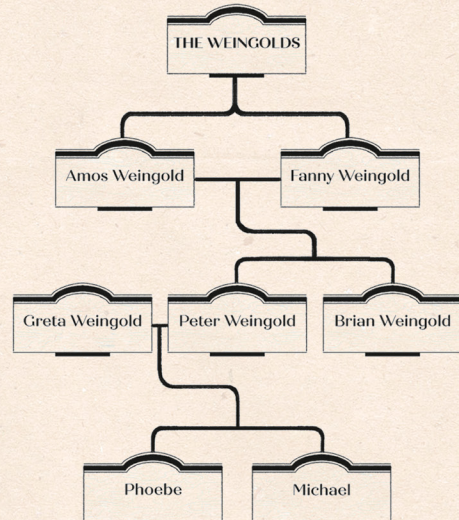 THE WEINGOLDS
Amos Weingold
Fanny Weingold
Greta Weingold
Peter Weingold
Brian Weingold
Phoebe
Michael